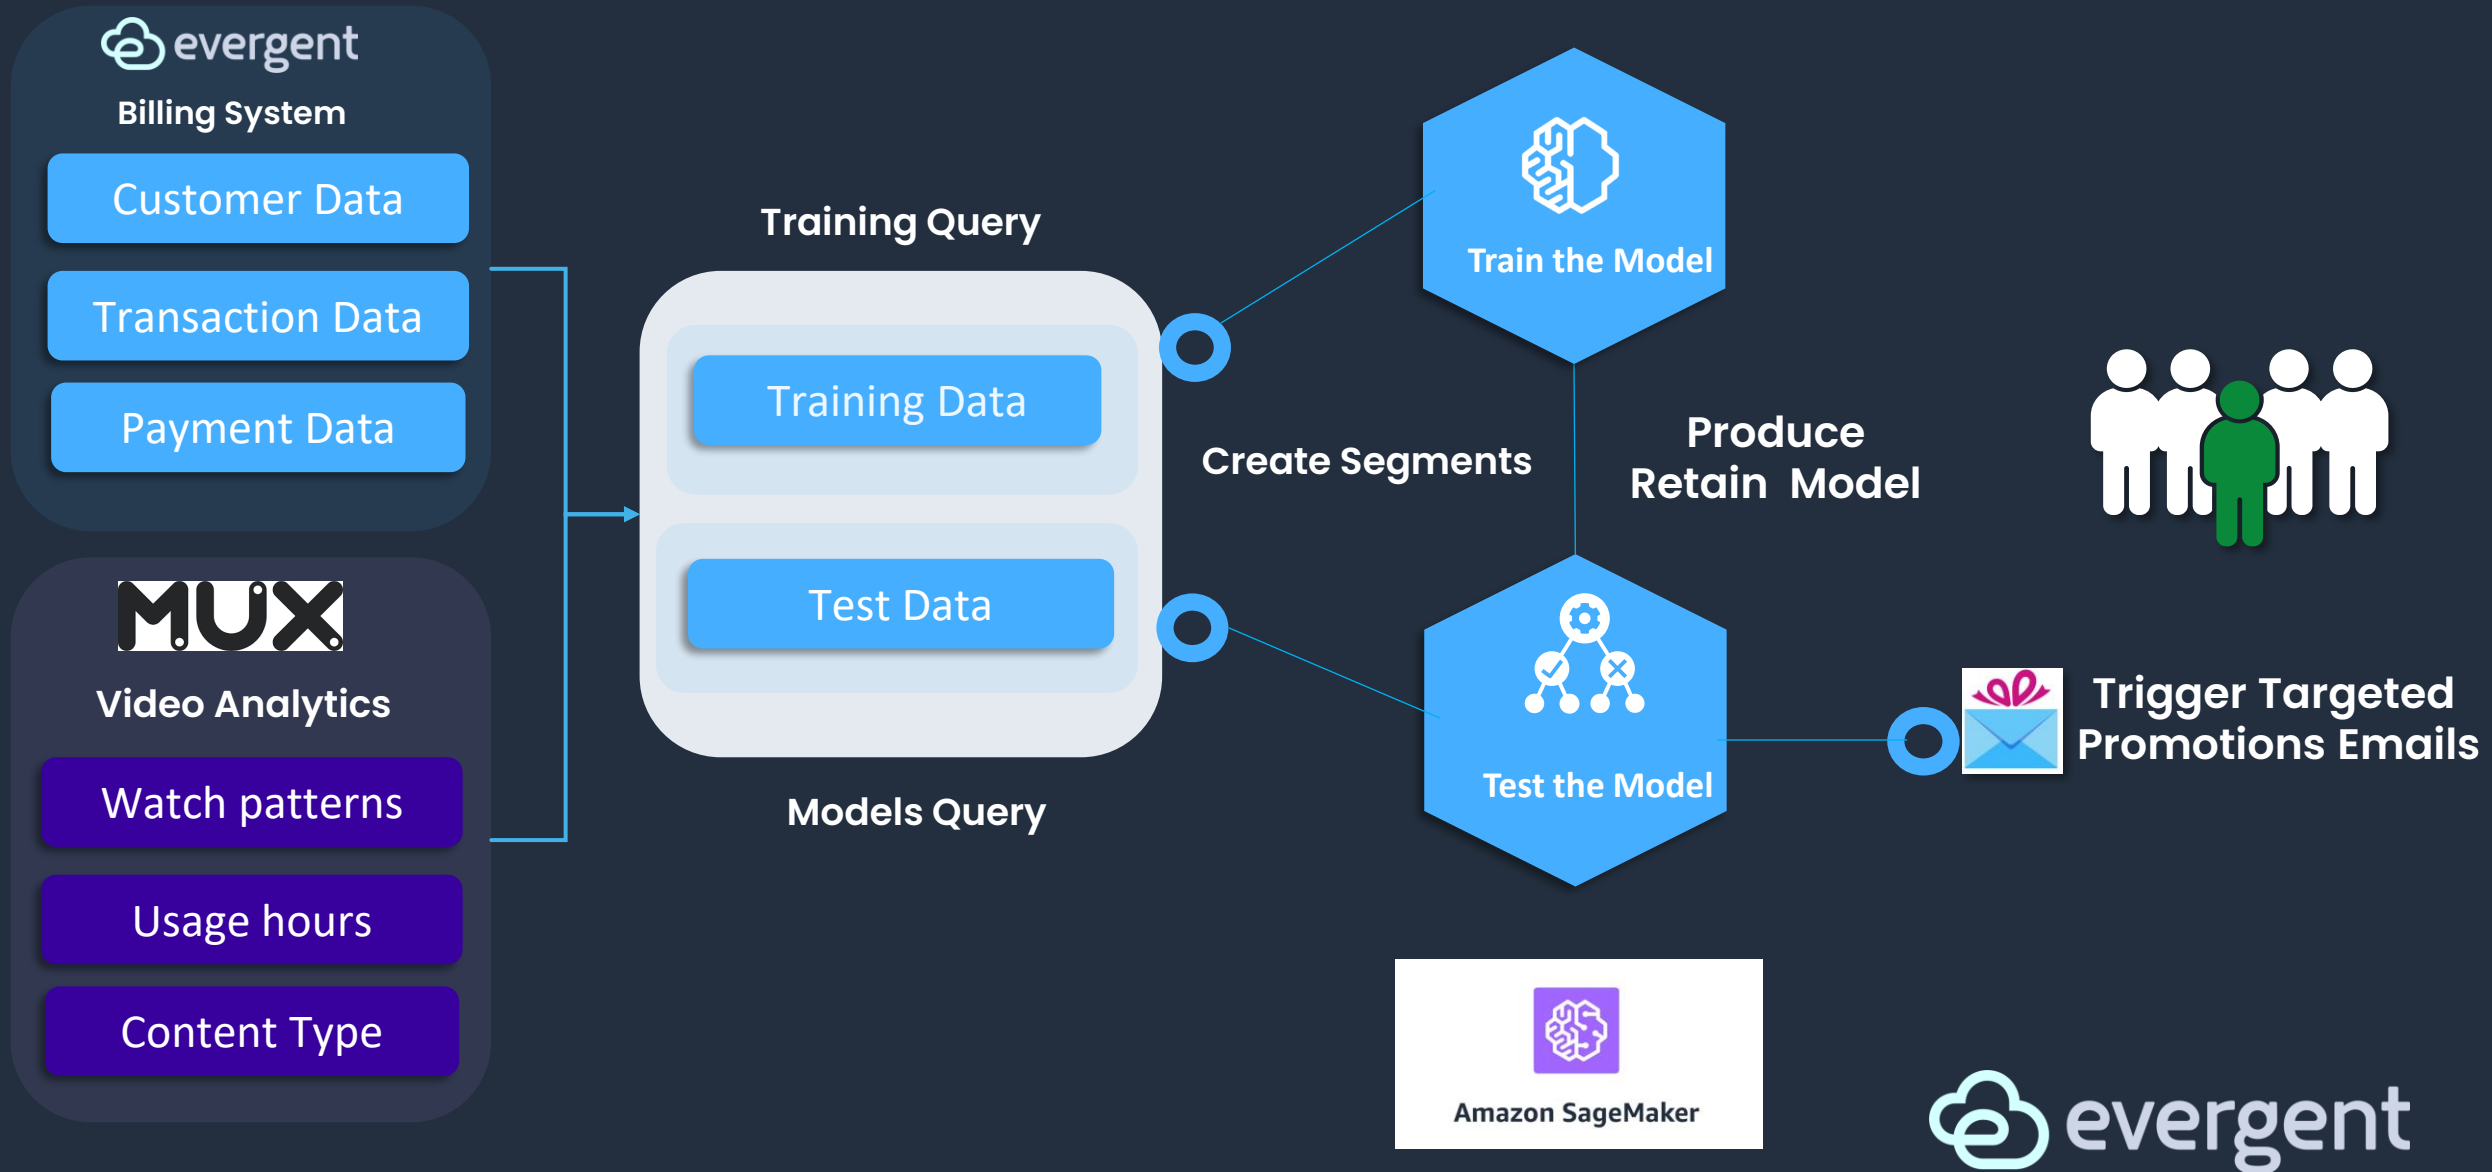 evergent
Billing System
Customer Data
Transaction Data
Payment Data
MUX
Video Analytics
Watch patterns
Usage hours
Content Type
Training Query
Training Data
Test Data
Models Query
Train the Model
Create Segments
Produce
Retain Model
Test the Model
Trigger Targeted
Promotions Emails
Amazon SageMaker
evergent